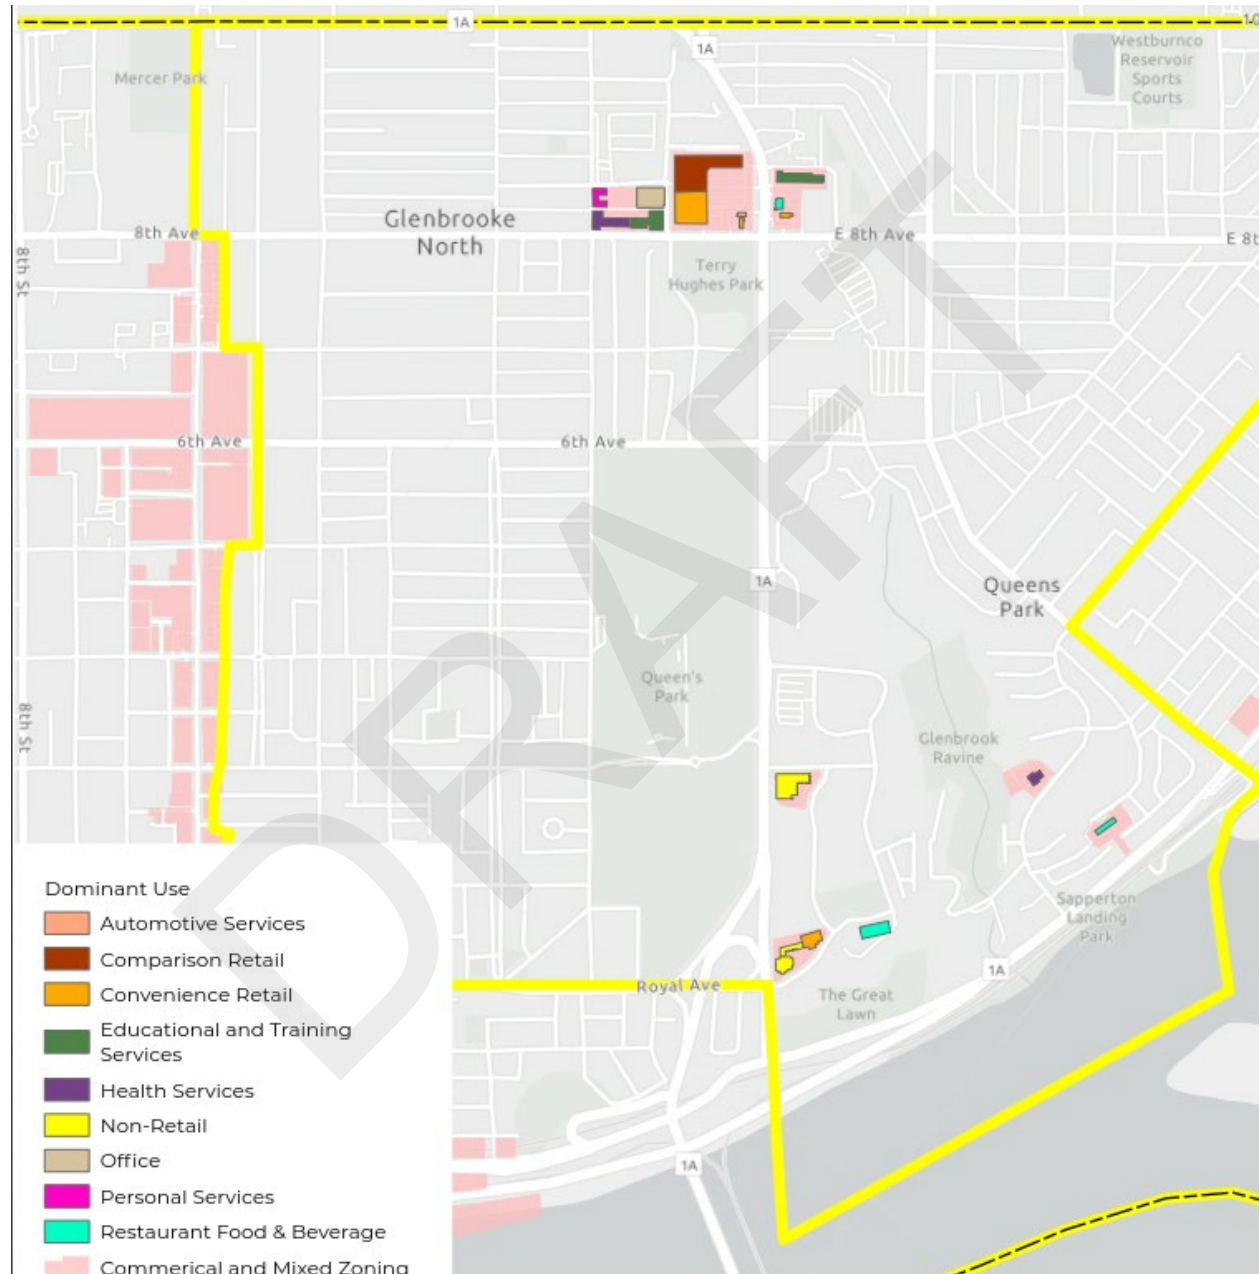 1A
10
1A
Westburnco
Reservoir
Sports
Courts
Mercer Park
Glenbrooke
North
8th Ave
E 8th Ave
E 8t
8th St
Terry
Hughes Park
6th Ave
6th Ave
1A
Queens
Park
Queen's
Park
8th St
Glenbrook
Ravine
Sapperton
Landing
Park
1A
Royal Ave
The Great
Lawn
1A
DRAFT
Dominant Use
Automotive Services
Comparison Retail
Convenience Retail
Educational and Training
Services
Health Services
Non-Retail
Office
Personal Services
Restaurant Food & Beverage
Commerical and Mixed Zoning